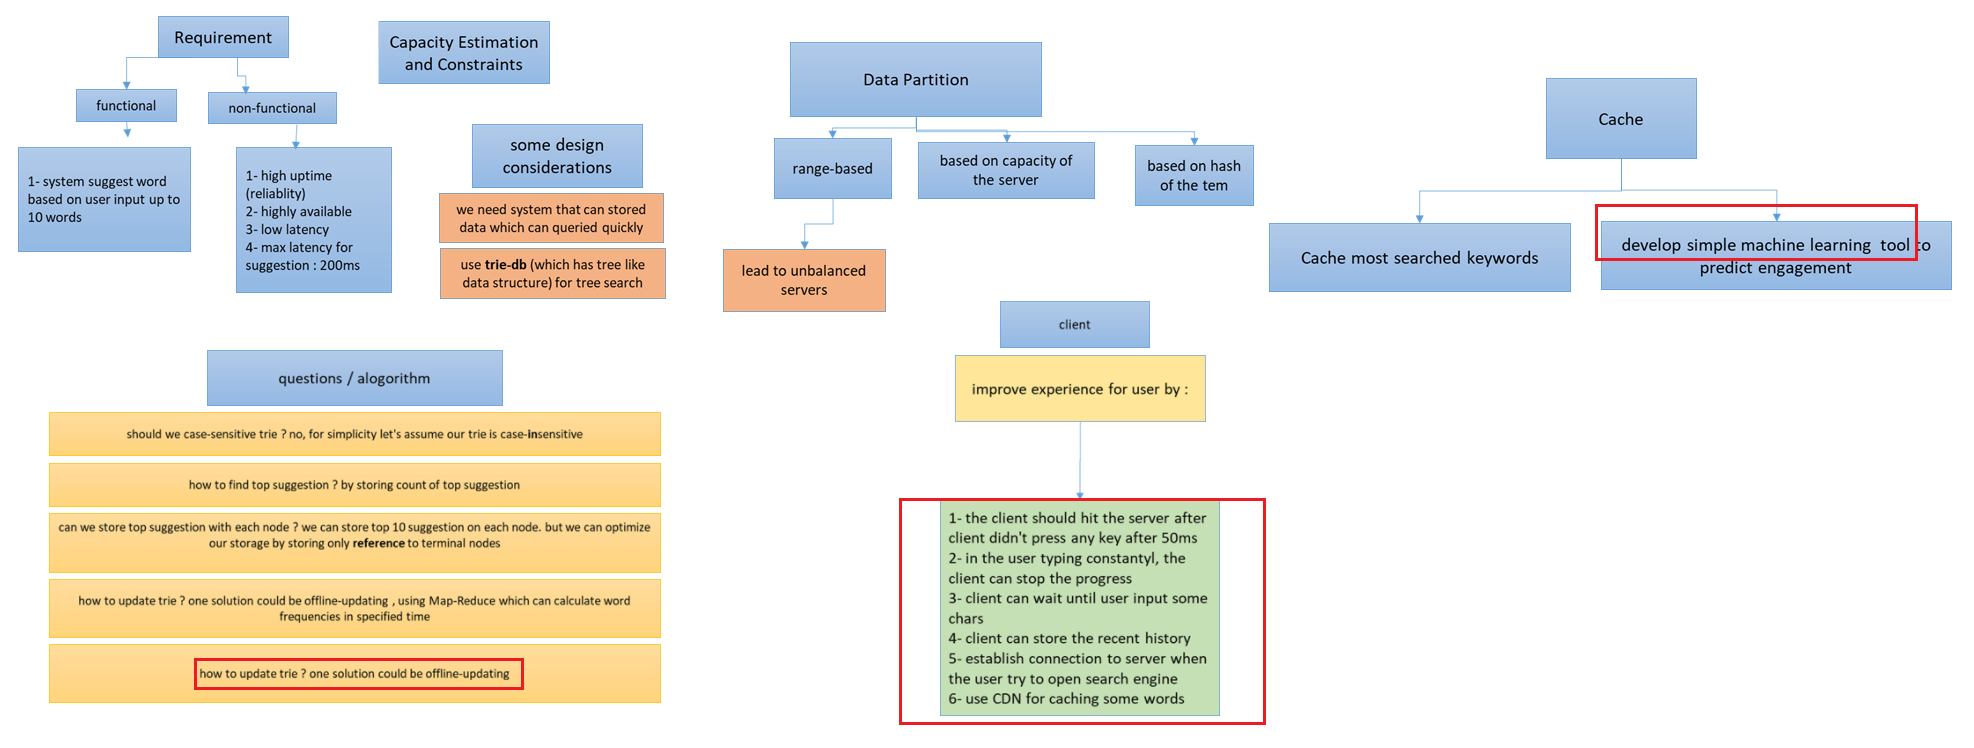 Requirement
functional
non-functional
1- system suggest word
based on user input up to
10 words
1- high uptime
(reliablity)
2- highly available
3- low latency
4- max latency for
suggestion : 200ms
Capacity Estimation
and Constraints
some design
considerations
we need system that can stored
data which can queried quickly
use trie-db (which has tree like
data structure) for tree search
Data Partition
range-based
based on capacity of
the server
based on hash
of the tem
lead to unbalanced
servers
Cache
Cache most searched keywords
develop simple machine learning tool to
predict engagement
questions / alogorithm
should we case-sensitive trie ? no, for simplicity let's assume our trie is case-insensitive
how to find top suggestion ? by storing count of top suggestion
can we store top suggestion with each node ? we can store top 10 suggestion on each node. but we can optimize
our storage by storing only reference to terminal nodes
how to update trie ? one solution could be offline-updating , using Map-Reduce which can calculate word
frequencies in specified time
how to update trie ? one solution could be offline-updating
client
improve experience for user by :
1- the client should hit the server after
client didn't press any key after 50ms
2- in the user typing constantyl, the
client can stop the progress
3- client can wait until user input some
chars
4- client can store the recent history
5- establish connection to server when
the user try to open search engine
6- use CDN for caching some words